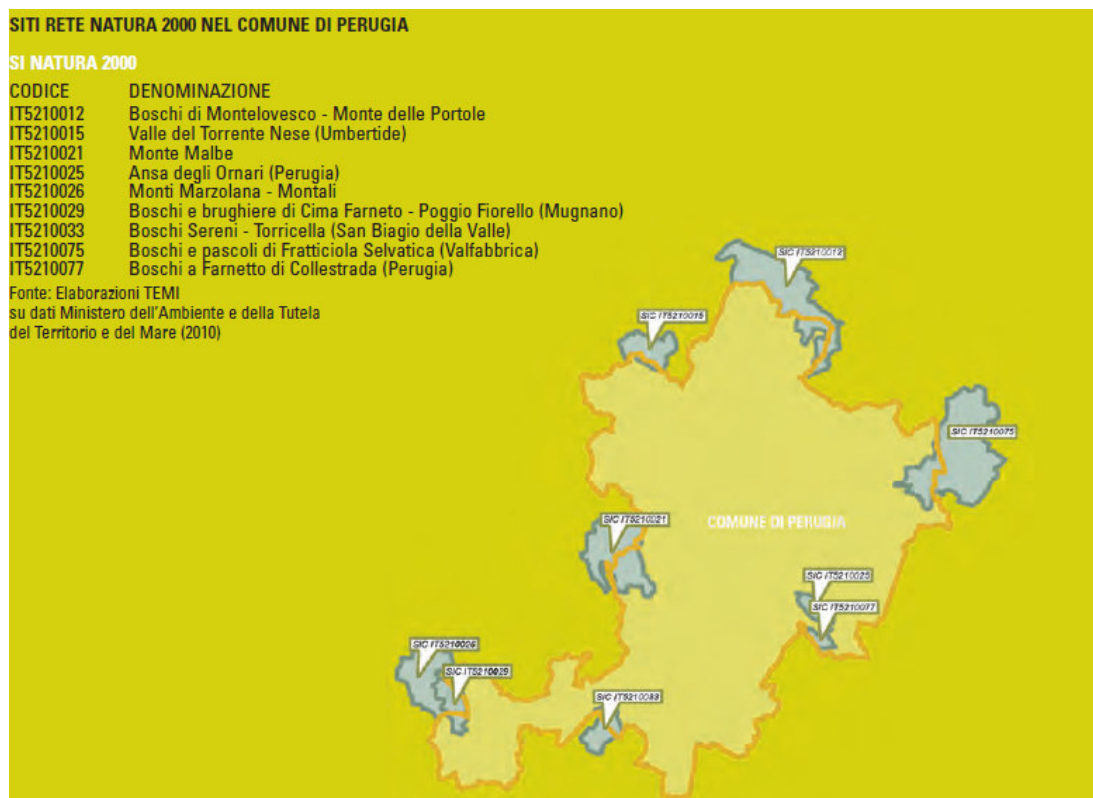 SITI RETE NATURA 2000 NEL COMUNE DI PERUGIA
SI NATURA 2000
CODICE DENOMINAZIONE
IT5210012 Boschi di Montelovesco - Monte delle Portole
IT5210015 Valle del Torrente Nese (Umbertide)
IT5210021 Monte Malbe
IT5210025 Ansa degli Ornari (Perugia)
IT5210026 Monti Marzolana - Montali
IT5210029 Boschi e brughiere di Cima Farneto - Poggio Fiorello (Mugnano)
IT5210033 Boschi Sereni - Torricella (San Biagio della Valle)
IT5210075 Boschi e pascoli di Fratticiola Selvatica (Valfabbrica)
IT5210077 Boschi a Farnetto di Collestrada (Perugia)
Fonte: Elaborazioni TEMI
su dati Ministero dell'Ambiente e della Tutela
del Territorio e del Mare (2010)
SIC IT5210012
SIC IT5210015
SIC IT5210075
SIC IT5210021
COMUNE DI PERUGIA
SIC IT5210025
SIC IT5210077
SIC IT5210026
SIC IT5210029
SIC IT5210033